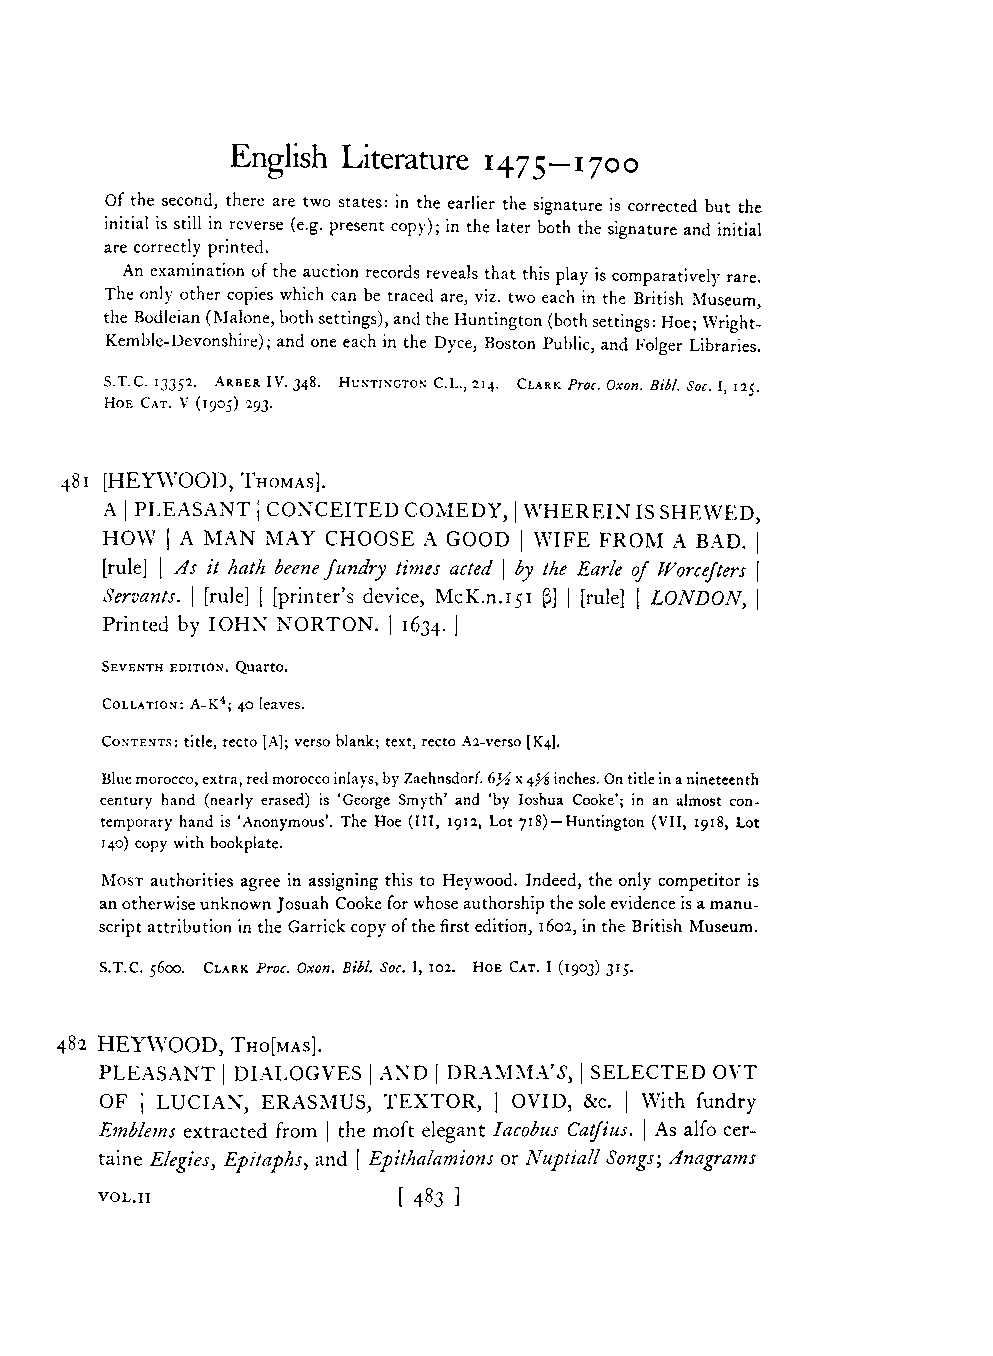 English Literature 1475—1700
Of the second, there are two states: in the earlier the signature is corrected but the
initial is still in reverse (e.g. present copy); in the later both the signature and initial
are correctly printed.
An examination of the auction records reveals that this play is comparatively rare.
The only other copies which can be traced are, viz. two each in the British Museum,
the Bodleian (Malone, both settings), and the Huntington (both settings: Hoe; Wright-
Kemble-Devonshire); and one each in the Dyce, Boston Public, and Folger Libraries.
S.T.C. 13352. Arber IV. 348. Huntington C.L., 214. Clark Proc. Oxon. Bibl. Soc. I, 125.
Hoe Cat. V (1905) 293.
481 [HEYWOOD, Thomas].
A | PLEASANT | CONCEITED COMEDY, | WHEREIN IS SHEWED,
HOW | A MAN MAY CHOOSE A GOOD | WIFE FROM A BAD. |
[rule] | As it hath beene ſundry times acted | by the Earle of Worceſters |
Servants. | [rule] | [printer's device, McK.n.151 β] | [rule] | LONDON, |
Printed by IOHN NORTON. | 1634. |
Seventh edition. Quarto.
Collation: A-K⁴; 40 leaves.
Contents: title, recto [A]; verso blank; text, recto A2-verso [K4].
Blue morocco, extra, red morocco inlays, by Zaehnsdorf. 6½ x 4⅝ inches. On title in a nineteenth
century hand (nearly erased) is 'George Smyth' and 'by Ioshua Cooke'; in an almost con-
temporary hand is 'Anonymous'. The Hoe (III, 1912, Lot 718)—Huntington (VII, 1918, Lot
140) copy with bookplate.
Most authorities agree in assigning this to Heywood. Indeed, the only competitor is
an otherwise unknown Josuah Cooke for whose authorship the sole evidence is a manu-
script attribution in the Garrick copy of the first edition, 1602, in the British Museum.
S.T.C. 5600. Clark Proc. Oxon. Bibl. Soc. I, 102. Hoe Cat. I (1903) 315.
482 HEYWOOD, Tho[mas].
PLEASANT | DIALOGVES | AND | DRAMMA'S, | SELECTED OVT
OF | LUCIAN, ERASMUS, TEXTOR, | OVID, &c. | With ſundry
Emblems extracted from | the moſt elegant Iacobus Catſius. | As alſo cer-
taine Elegies, Epitaphs, and | Epithalamions or Nuptiall Songs; Anagrams
VOL.II [ 483 ]